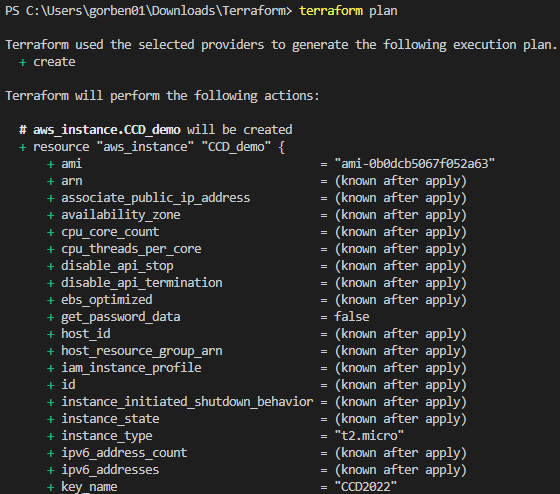 PS C:\Users\gorben01\Downloads\Terraform> terraform plan
Terraform used the selected providers to generate the following execution plan.
+ create
Terraform will perform the following actions:
# aws_instance.CCD_demo will be created
+ resource "aws_instance" "CCD_demo" {
+ ami = "ami-0b0dcb5067f052a63"
+ arn = (known after apply)
+ associate_public_ip_address = (known after apply)
+ availability_zone = (known after apply)
+ cpu_core_count = (known after apply)
+ cpu_threads_per_core = (known after apply)
+ disable_api_stop = (known after apply)
+ disable_api_termination = (known after apply)
+ ebs_optimized = (known after apply)
+ get_password_data = false
+ host_id = (known after apply)
+ host_resource_group_arn = (known after apply)
+ iam_instance_profile = (known after apply)
+ id = (known after apply)
+ instance_initiated_shutdown_behavior = (known after apply)
+ instance_state = (known after apply)
+ instance_type = "t2.micro"
+ ipv6_address_count = (known after apply)
+ ipv6_addresses = (known after apply)
+ key_name = "CCD2022"